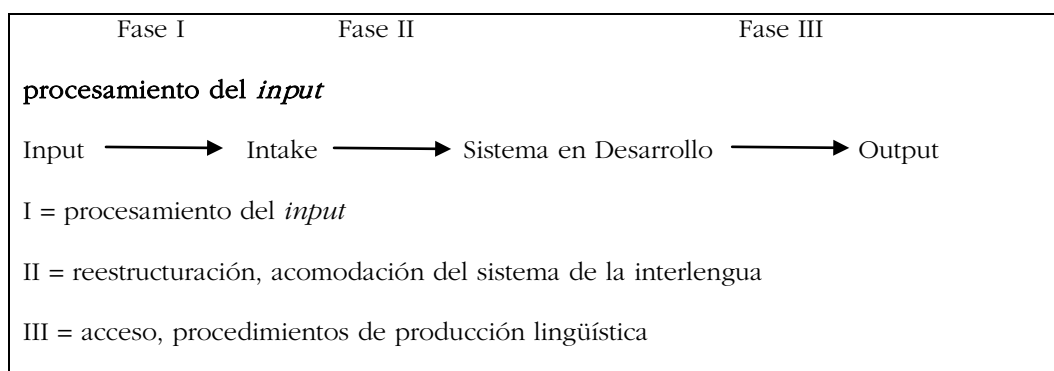 Fase I Fase II Fase III
procesamiento del input
Input Intake Sistema en Desarrollo Output
I = procesamiento del input
II = reestructuración, acomodación del sistema de la interlengua
III = acceso, procedimientos de producción lingüística